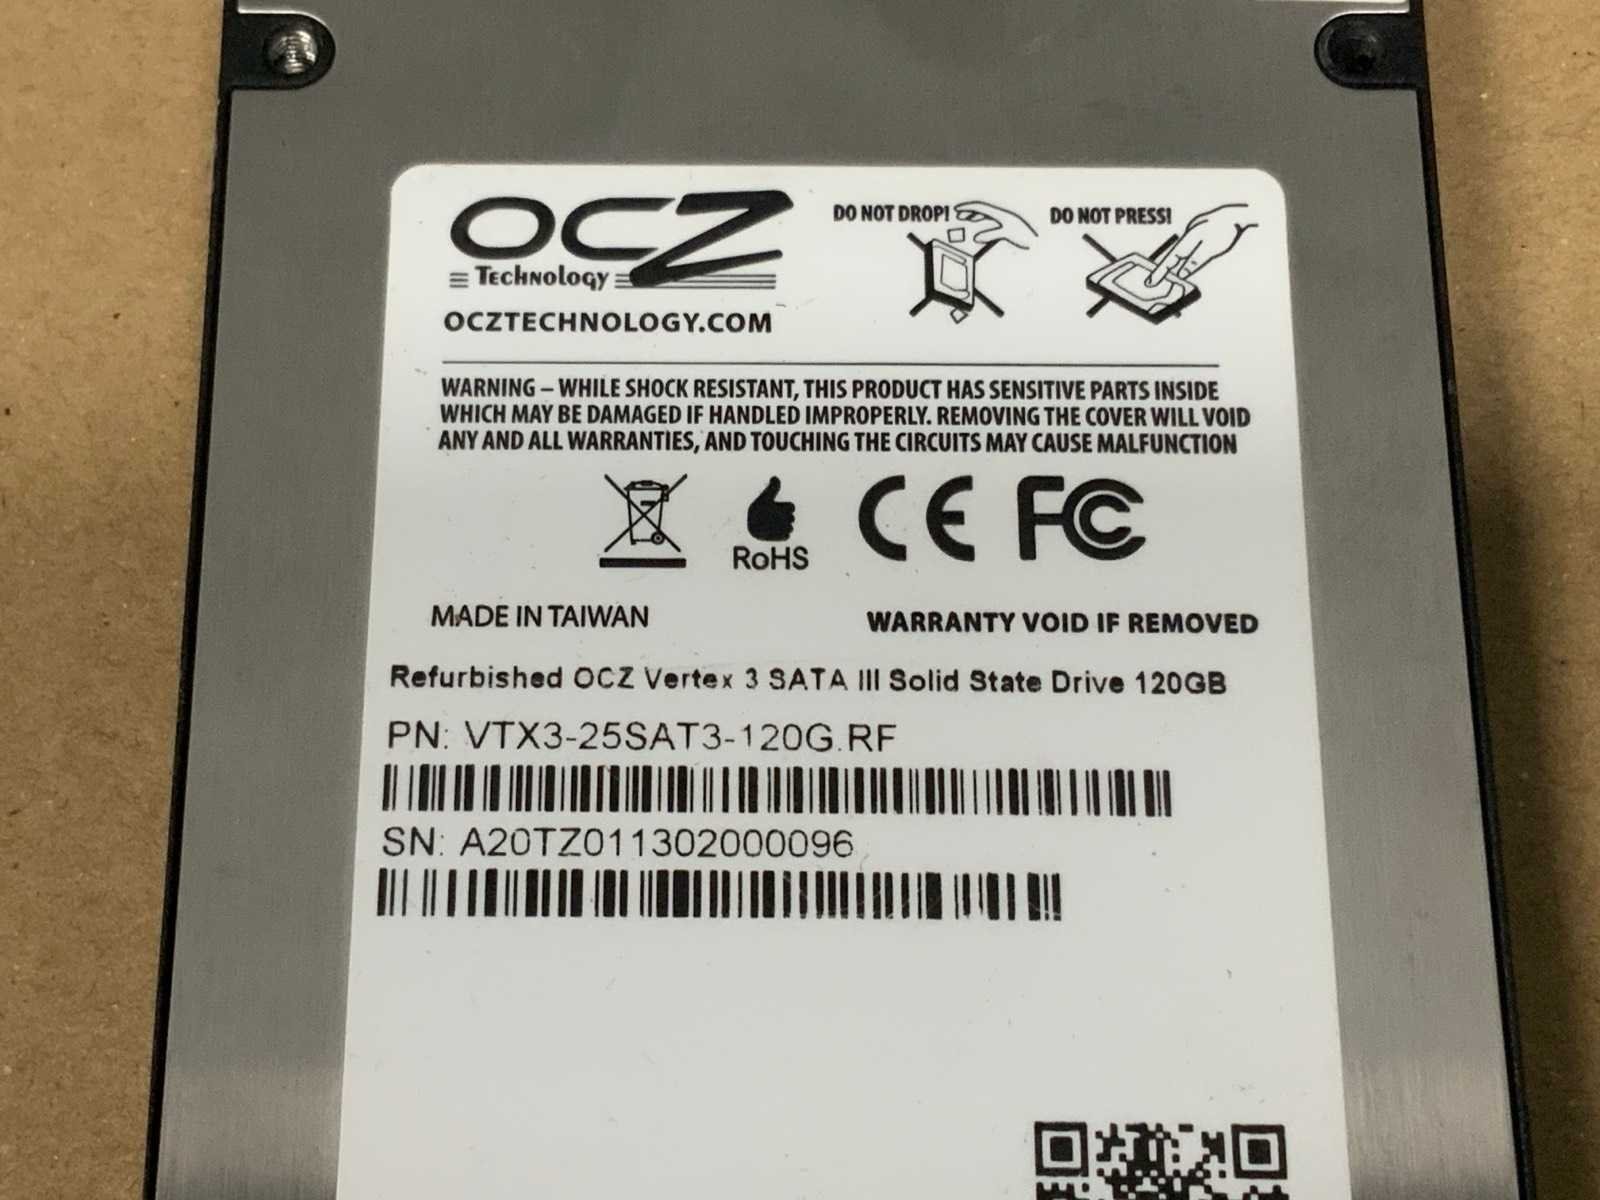 OCZ
Technology
OCZTECHNOLOGY.COM
DO NOT DROP!
DO NOT PRESS!
WARNING – WHILE SHOCK RESISTANT, THIS PRODUCT HAS SENSITIVE PARTS INSIDE
WHICH MAY BE DAMAGED IF HANDLED IMPROPERLY. REMOVING THE COVER WILL VOID
ANY AND ALL WARRANTIES, AND TOUCHING THE CIRCUITS MAY CAUSE MALFUNCTION
RoHS
CE
FC
MADE IN TAIWAN
WARRANTY VOID IF REMOVED
Refurbished OCZ Vertex 3 SATA III Solid State Drive 120GB
PN: VTX3-25SAT3-120G.RF
SN: A20TZ011302000096